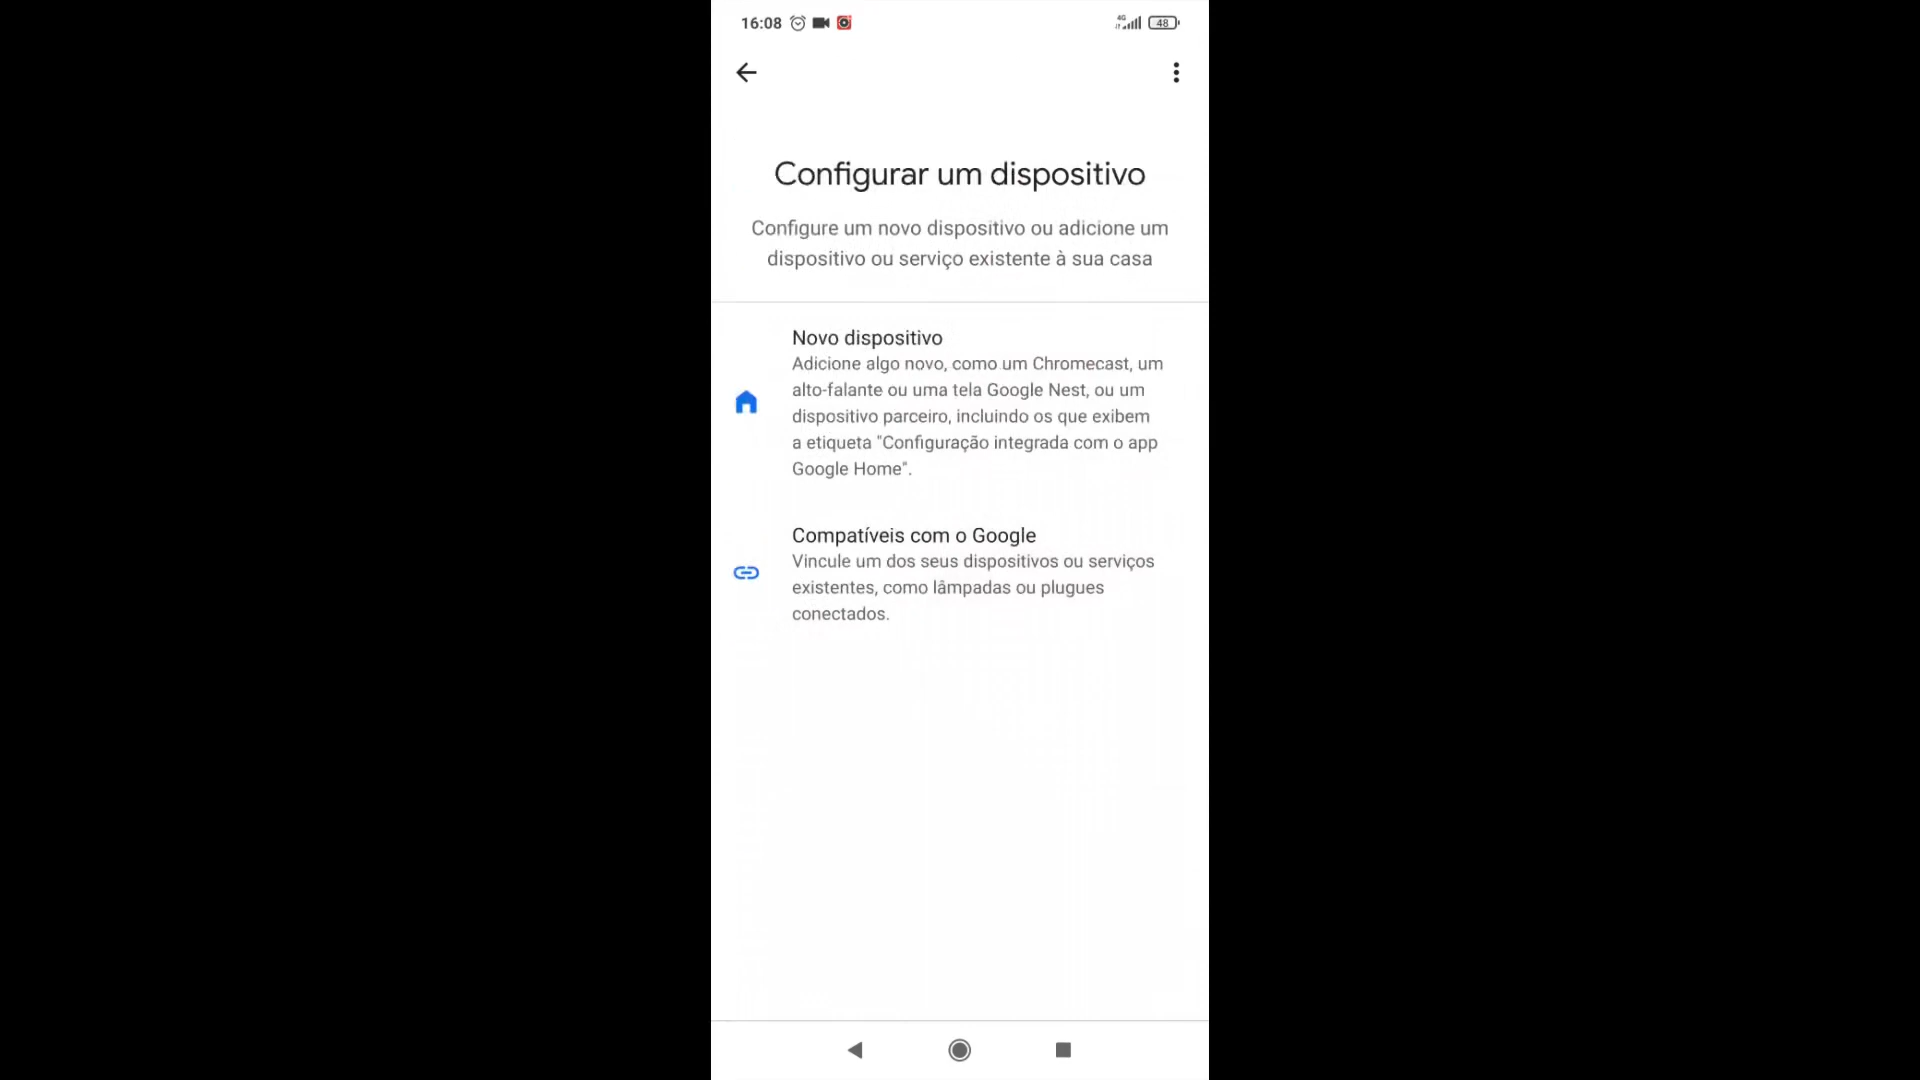 16:08
4G
48
Configurar um dispositivo
Configure um novo dispositivo ou adicione um
dispositivo ou serviço existente à sua casa
Novo dispositivo
Adicione algo novo, como um Chromecast, um
alto-falante ou uma tela Google Nest, ou um
dispositivo parceiro, incluindo os que exibem
a etiqueta "Configuração integrada com o app
Google Home".
Compatíveis com o Google
Vincule um dos seus dispositivos ou serviços
existentes, como lâmpadas ou plugues
conectados.